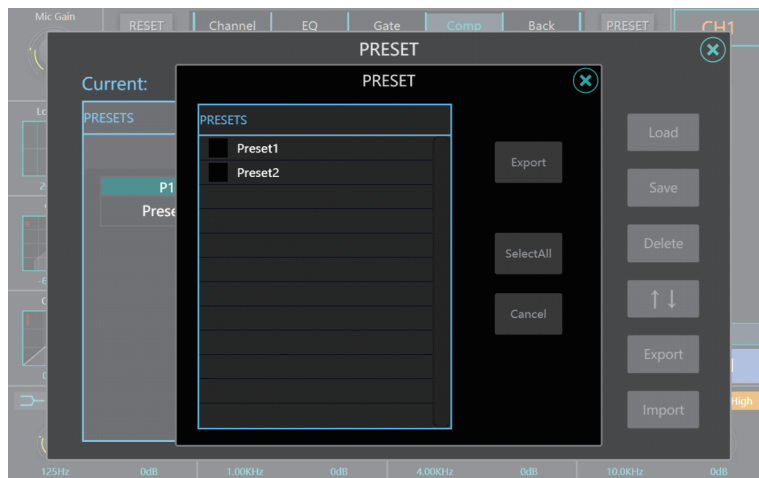 Mic Gain
RESET Channel EQ Gate Comp Back PRESET CH1
PRESET
Current:
PRESET
PRESETS
PRESETS
Preset1
Preset2
P1
Export
SelectAll
Cancel
Load
Save
Delete
↑↓
Export
Import
High
125Hz 0dB 1.00KHz 0dB 4.00KHz 0dB 10.0KHz 0dB